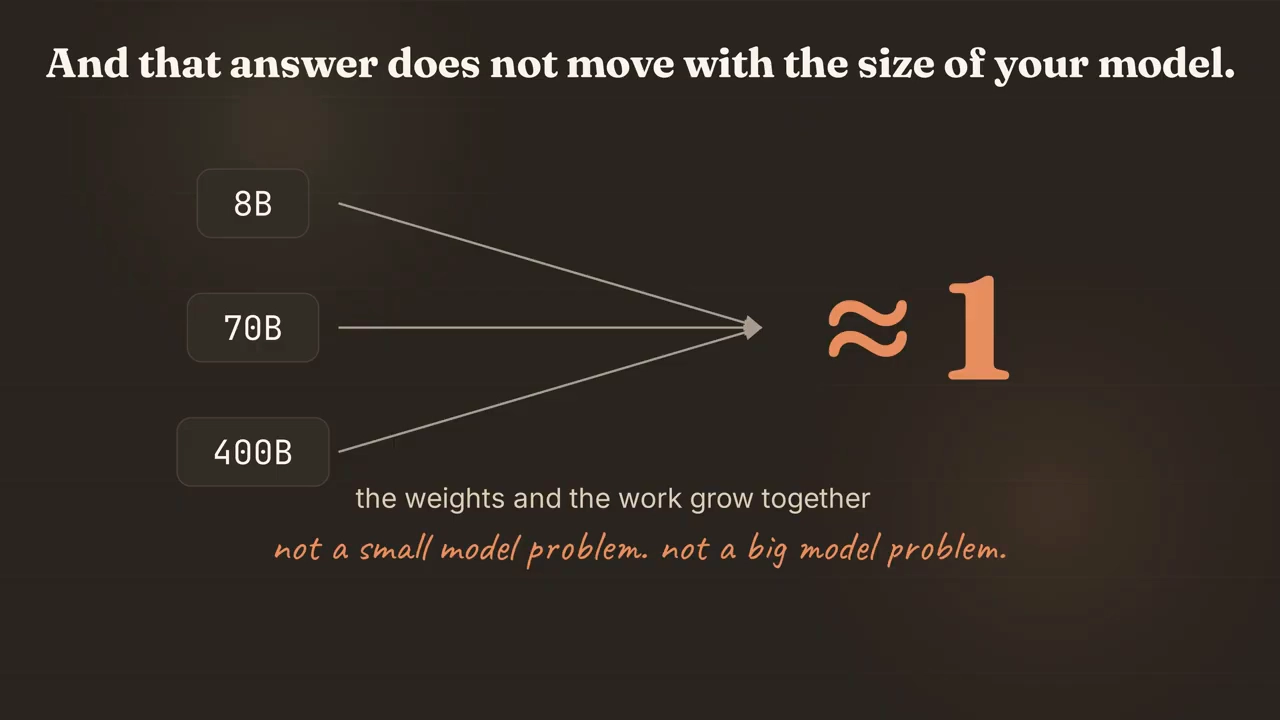 And that answer does not move with the size of your model.
8B
70B
400B
≈ 1
the weights and the work grow together
not a small model problem. not a big model problem.